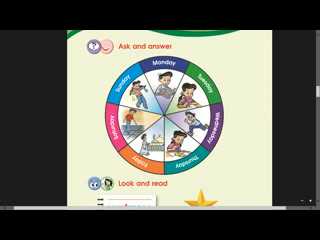 Ask and answer
Monday
Tuesday
Wednesday
Thursday
Friday
Saturday
Sunday
Look and read